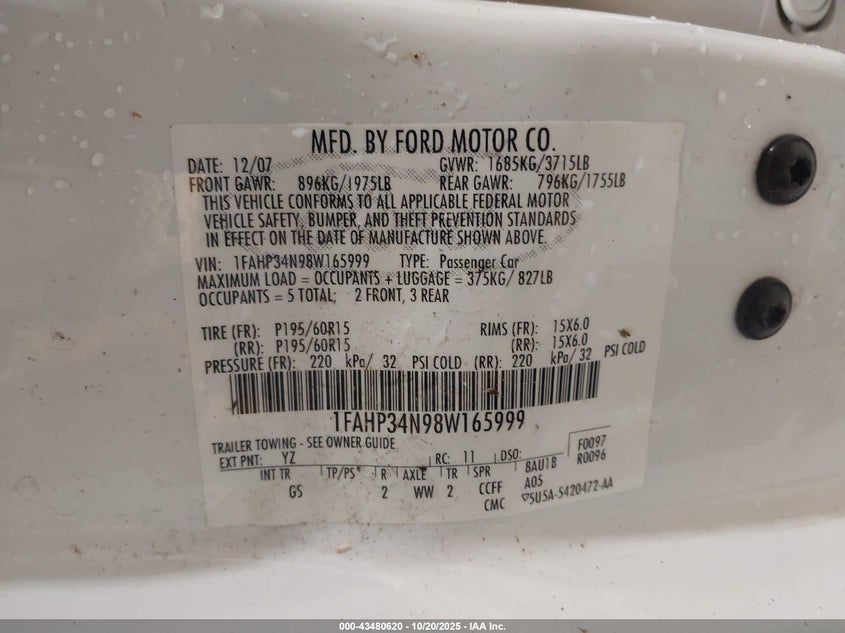 MFD. BY FORD MOTOR CO.
DATE: 12/07 GVWR: 1685KG/3715LB
FRONT GAWR: 896KG/1975LB REAR GAWR: 796KG/1755LB
THIS VEHICLE CONFORMS TO ALL APPLICABLE FEDERAL MOTOR
VEHICLE SAFETY, BUMPER, AND THEFT PREVENTION STANDARDS
IN EFFECT ON THE DATE OF MANUFACTURE SHOWN ABOVE.
VIN: 1FAHP34N98W165999 TYPE: Passenger Car
MAXIMUM LOAD = OCCUPANTS + LUGGAGE = 375KG/ 827LB
OCCUPANTS = 5 TOTAL; 2 FRONT, 3 REAR
TIRE (FR): P195/60R15 RIMS (FR): 15X6.0
(RR): P195/60R15 (RR): 15X6.0
PRESSURE (FR): 220 kPa/ 32 PSI COLD (RR): 220 kPa/ 32 PSI COLD
1FAHP34N98W165999
TRAILER TOWING - SEE OWNER GUIDE
F0097
EXT PNT: YZ RC: 11 DSO: R0096
INT TR TP/PS R AXLE TR SPR 8AU1B
GS 2 WW 2 CCFF A05
CMC ▽5U5A-5420472-AA
000-43480620 - 10/20/2025 - IAA Inc.